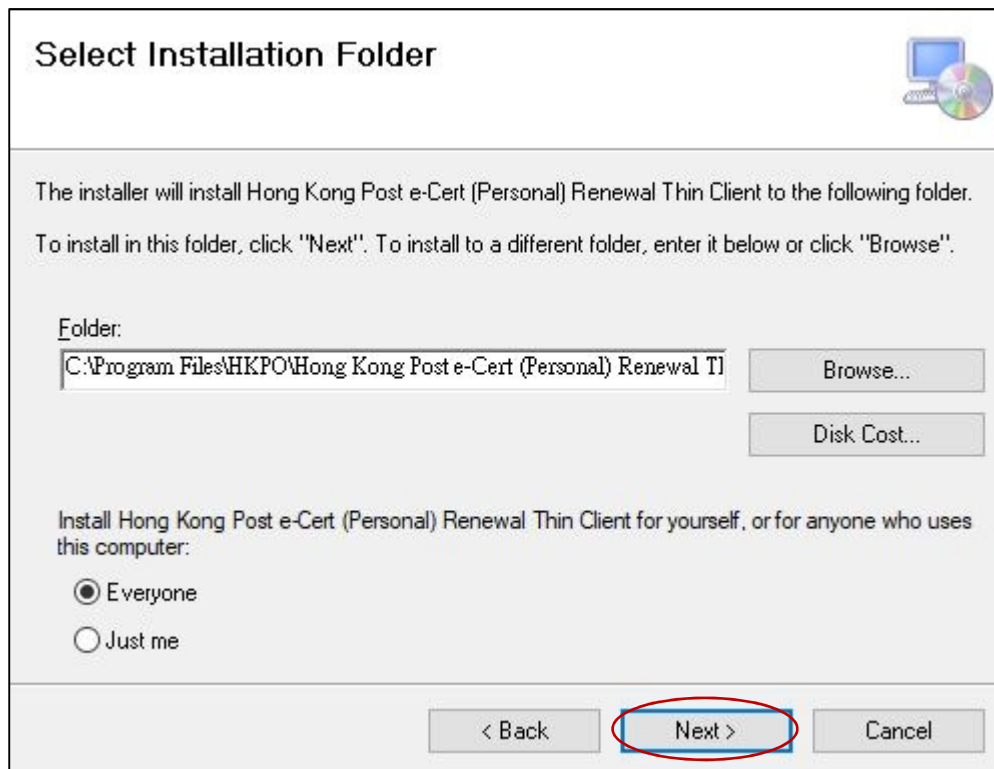 Select Installation Folder
The installer will install Hong Kong Post e-Cert (Personal) Renewal Thin Client to the following folder.
To install in this folder, click "Next". To install to a different folder, enter it below or click "Browse".
Folder:
C:\Program Files\HKPO\Hong Kong Post e-Cert (Personal) Renewal Tl
Browse...
Disk Cost...
Install Hong Kong Post e-Cert (Personal) Renewal Thin Client for yourself, or for anyone who uses
this computer:
Everyone
Just me
< Back
Next >
Cancel